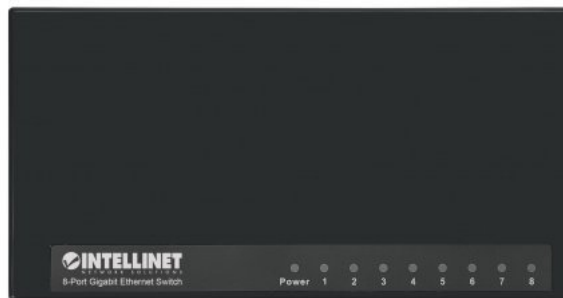 INTELLINET
NETWORK SOLUTIONS
8-Port Gigabit Ethernet Switch
Power 1 2 3 4 5 6 7 8